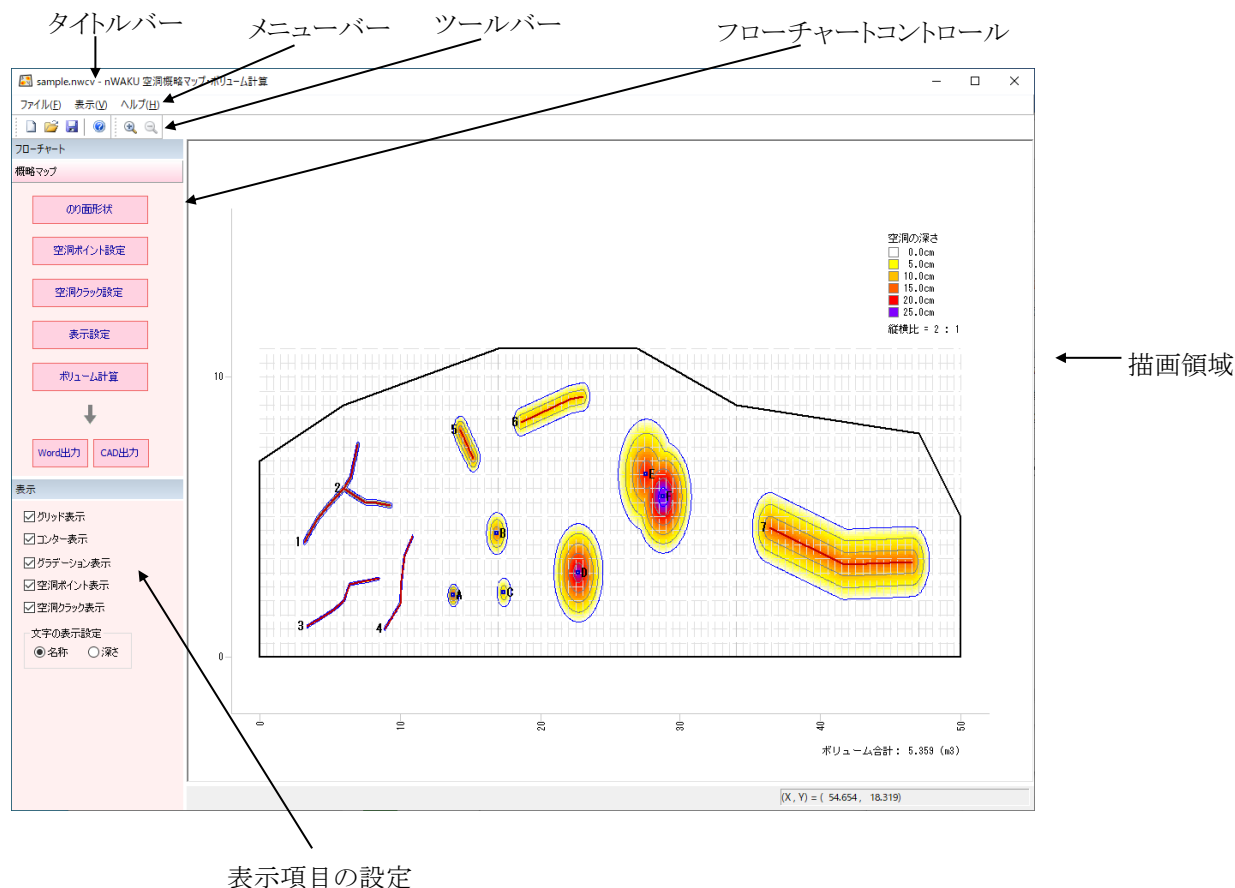 タイトルバー
メニューバー
ツールバー
フローチャートコントロール
sample.nwcv - nWAKU 空洞概略マップ・ボリューム計算
ファイル(F) 表示(V) ヘルプ(H)
フローチャート
概略マップ
のり面形状
空洞ポイント設定
空洞クラック設定
表示設定
ボリューム計算
Word出力 CAD出力
表示
グリッド表示
コンター表示
グラデーション表示
空洞ポイント表示
空洞クラック表示
文字の表示設定
名称 深さ
空洞の深さ
0.0cm
5.0cm
10.0cm
15.0cm
20.0cm
25.0cm
縦横比 = 2 : 1
描画領域
10
0
1
2
3
4
5
6
7
A
B
C
D
E
F
0 10 20 30 40 50
ボリューム合計: 5.359 (m3)
(X , Y) = ( 54.654 , 18.319)
表示項目の設定